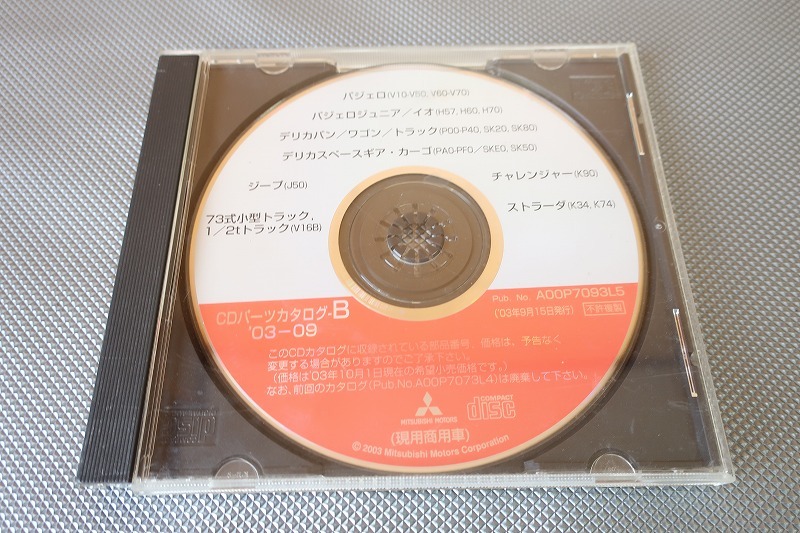 パジェロ(V10-V50, V60-V70)
パジェロジュニア／イオ(H57, H60, H70)
デリカバン／ワゴン／トラック(P00-P40, SK20, SK80)
デリカスペースギア・カーゴ(PA0-PF0／SKE0, SK50)
ジープ(J50)
チャレンジャー(K90)
73式小型トラック,
1／2tトラック(V16B)
ストラーダ(K34, K74)
CDパーツカタログ-B
'03－09
Pub. No. A00P7093L5
('03年9月15日発行) 不許複製
このCDカタログに収録されている部品番号、価格は、予告なく
変更する場合がありますのでご了承下さい。
(価格は'03年10月1日現在の希望小売価格です。)
なお、前回のカタログ(Pub.No.A00P7073L4)は廃棄して下さい。
MITSUBISHI MOTORS
COMPACT
disc
(現用商用車)
© 2003 Mitsubishi Motors Corporation